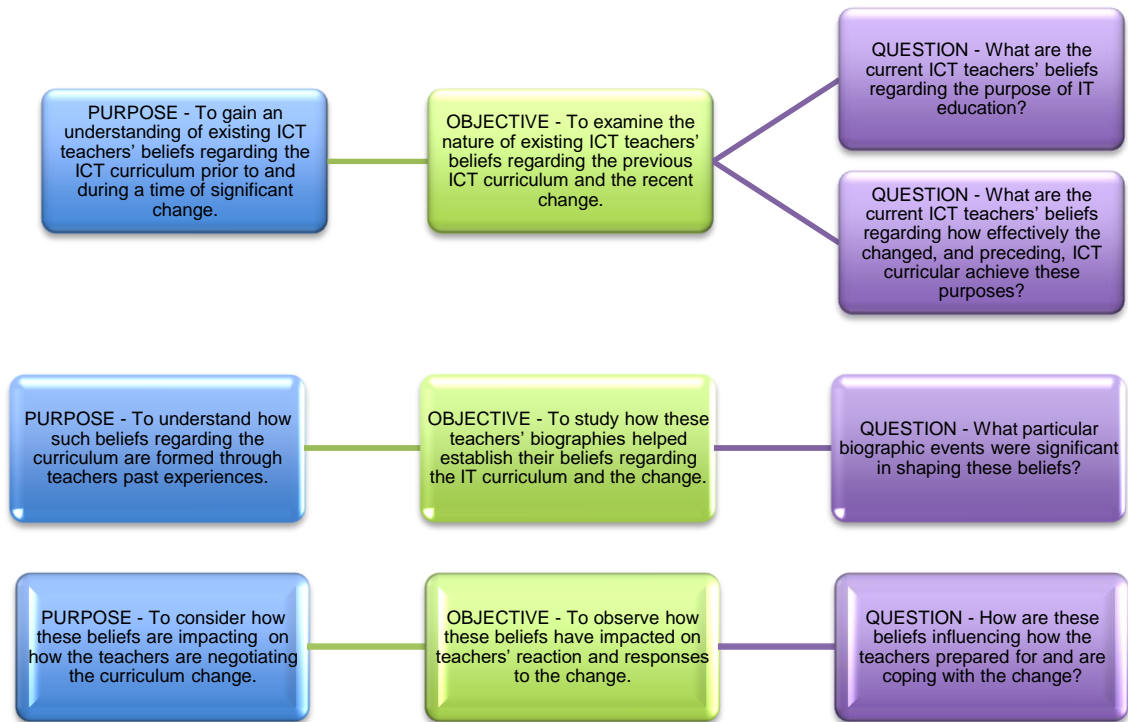 PURPOSE - To gain an
understanding of existing ICT
teachers’ beliefs regarding the
ICT curriculum prior to and
during a time of significant
change.
OBJECTIVE - To examine the
nature of existing ICT teachers’
beliefs regarding the previous
ICT curriculum and the recent
change.
QUESTION - What are the
current ICT teachers’ beliefs
regarding the purpose of IT
education?
QUESTION - What are the
current ICT teachers’ beliefs
regarding how effectively the
changed, and preceding, ICT
curricular achieve these
purposes?
PURPOSE - To understand how
such beliefs regarding the
curriculum are formed through
teachers past experiences.
OBJECTIVE - To study how these
teachers’ biographies helped
establish their beliefs regarding
the IT curriculum and the change.
QUESTION - What particular
biographic events were significant
in shaping these beliefs?
PURPOSE - To consider how
these beliefs are impacting on
how the teachers are negotiating
the curriculum change.
OBJECTIVE - To observe how
these beliefs have impacted on
teachers’ reaction and responses
to the change.
QUESTION - How are these
beliefs influencing how the
teachers prepared for and are
coping with the change?